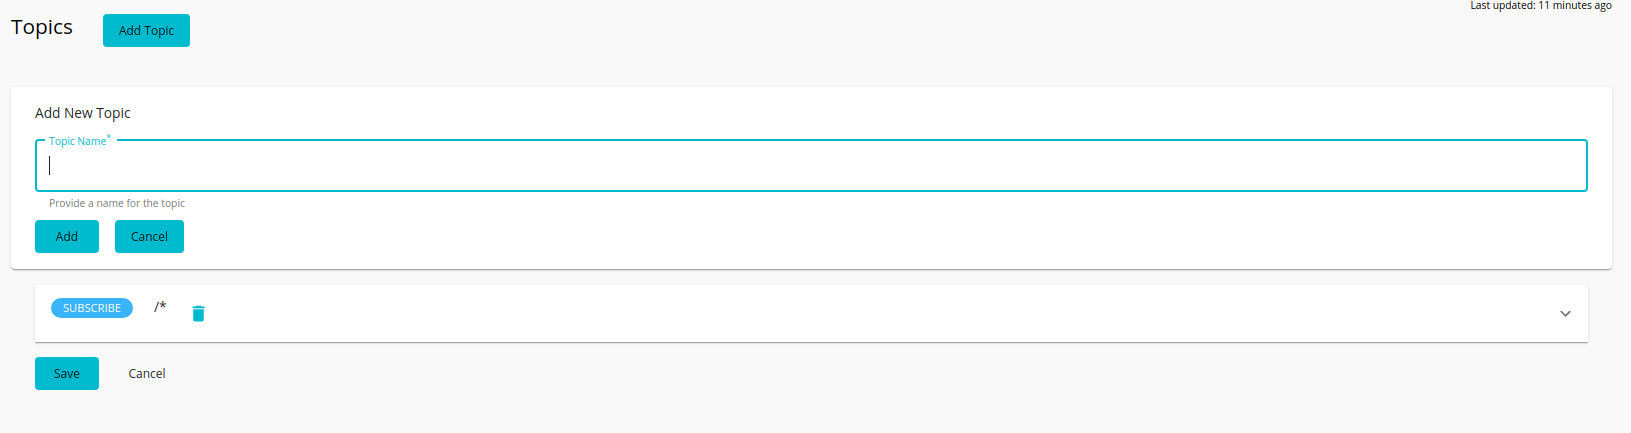 Last updated: 11 minutes ago
Topics
Add Topic
Add New Topic
Topic Name*
Provide a name for the topic
Add Cancel
SUBSCRIBE /*
Save Cancel